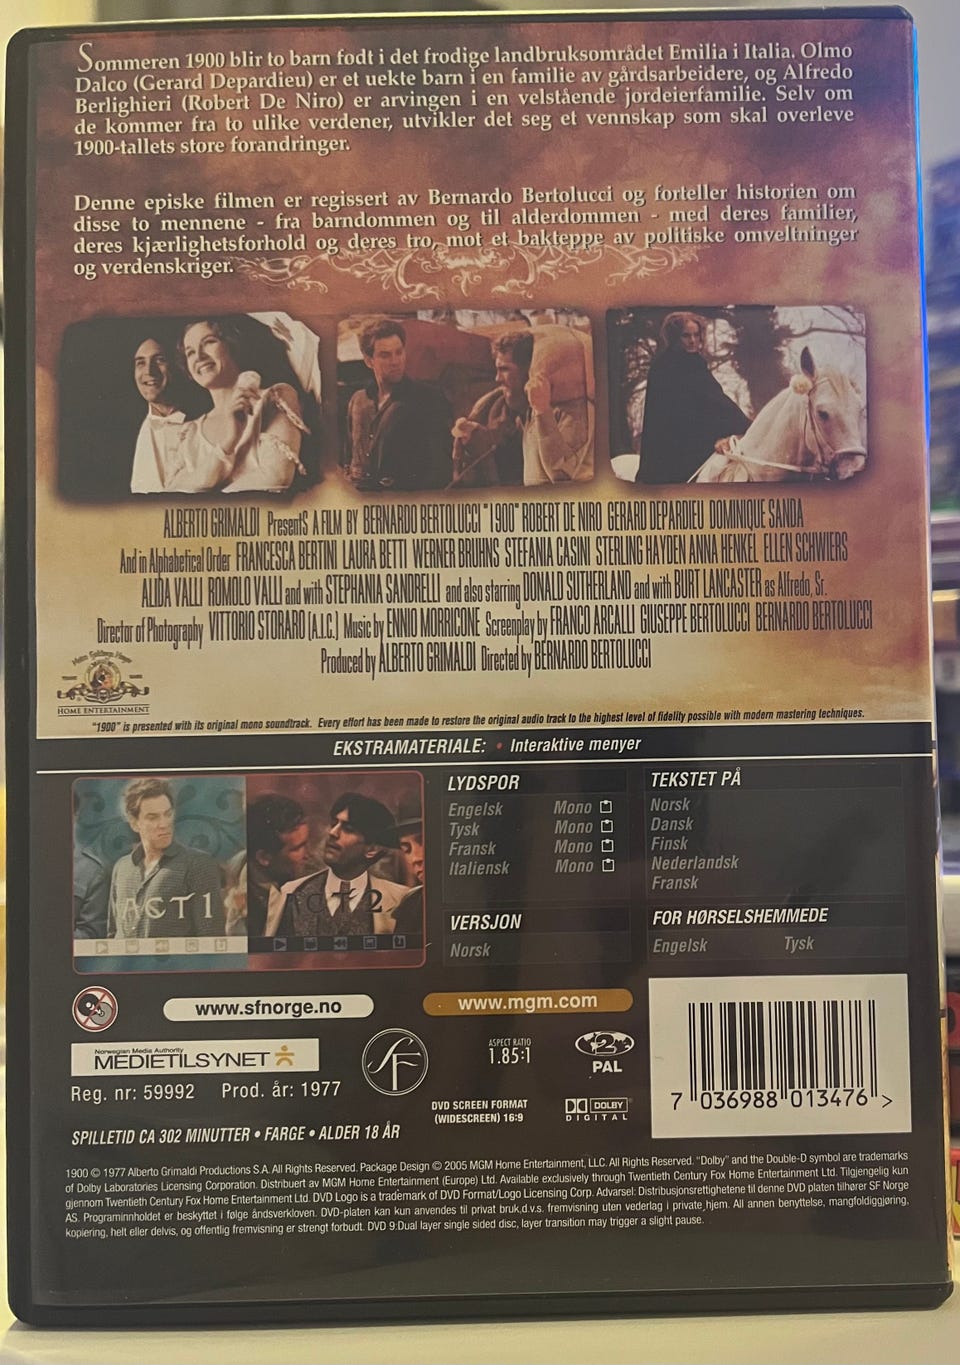 Sommeren 1900 blir to barn født i det frodige landbruksområdet Emilia i Italia. Olmo
Dalco (Gerard Depardieu) er et uekte barn i en familie av gårdsarbeidere, og Alfredo
Berlighieri (Robert De Niro) er arvingen i en velstående jordeierfamilie. Selv om
de kommer fra to ulike verdener, utvikler det seg et vennskap som skal overleve
1900-tallets store forandringer.
Denne episke filmen er regissert av Bernardo Bertolucci og forteller historien om
disse to mennene - fra barndommen og til alderdommen - med deres familier,
deres kjærlighetsforhold og deres tro, mot et bakteppe av politiske omveltninger
og verdenskriger.
ALBERTO GRIMALDI PresentS A FILM BY BERNARDO BERTOLUCCI "1900" ROBERT DE NIRO GERARD DEPARDIEU DOMINIQUE SANDA
And in Alphabetical Order FRANCESCA BERTINI LAURA BETTI WERNER BRUHNS STEFANIA CASINI STERLING HAYDEN ANNA HENKEL ELLEN SCHWIERS
ALIDA VALLI ROMOLO VALLI and with STEPHANIA SANDRELLI and also starring DONALD SUTHERLAND and with BURT LANCASTER as Alfredo, Sr.
Director of Photography VITTORIO STORARO (A.I.C.) Music by ENNIO MORRICONE Screenplay by FRANCO ARCALLI GIUSEPPE BERTOLUCCI BERNARDO BERTOLUCCI
Produced by ALBERTO GRIMALDI Directed by BERNARDO BERTOLUCCI
Metro Goldwyn Mayer
HOME ENTERTAINMENT
"1900" is presented with its original mono soundtrack. Every effort has been made to restore the original audio track to the highest level of fidelity possible with modern mastering techniques.
EKSTRAMATERIALE: • Interaktive menyer
ACT 1
ACT 2
LYDSPOR
Engelsk Mono
Tysk Mono
Fransk Mono
Italiensk Mono
VERSJON
Norsk
TEKSTET PÅ
Norsk
Dansk
Finsk
Nederlandsk
Fransk
FOR HØRSELSHEMMEDE
Engelsk Tysk
www.sfnorge.no
www.mgm.com
Norwegian Media Authority
MEDIETILSYNET
Reg. nr: 59992 Prod. år: 1977
SF
ASPECT RATIO
1.85:1
2
PAL
DVD SCREEN FORMAT
(WIDESCREEN) 16:9
DOLBY
DIGITAL
7 036988 013476 >
SPILLETID CA 302 MINUTTER • FARGE • ALDER 18 ÅR
1900 © 1977 Alberto Grimaldi Productions S.A. All Rights Reserved. Package Design © 2005 MGM Home Entertainment, LLC. All Rights Reserved. "Dolby" and the Double-D symbol are trademarks
of Dolby Laboratories Licensing Corporation. Distribuert av MGM Home Entertainment (Europe) Ltd. Available exclusively through Twentieth Century Fox Home Entertainment Ltd. Tilgjengelig kun
gjennom Twentieth Century Fox Home Entertainment Ltd. DVD Logo is a trademark of DVD Format/Logo Licensing Corp. Advarsel: Distribusjonsrettighetene til denne DVD platen tilhører SF Norge
AS. Programinnholdet er beskyttet i følge åndsverkloven. DVD-platen kan kun anvendes til privat bruk,d.v.s. fremvisning uten vederlag i private hjem. All annen benyttelse, mangfoldiggjøring,
kopiering, helt eller delvis, og offentlig fremvisning er strengt forbudt. DVD 9:Dual layer single sided disc, layer transition may trigger a slight pause.